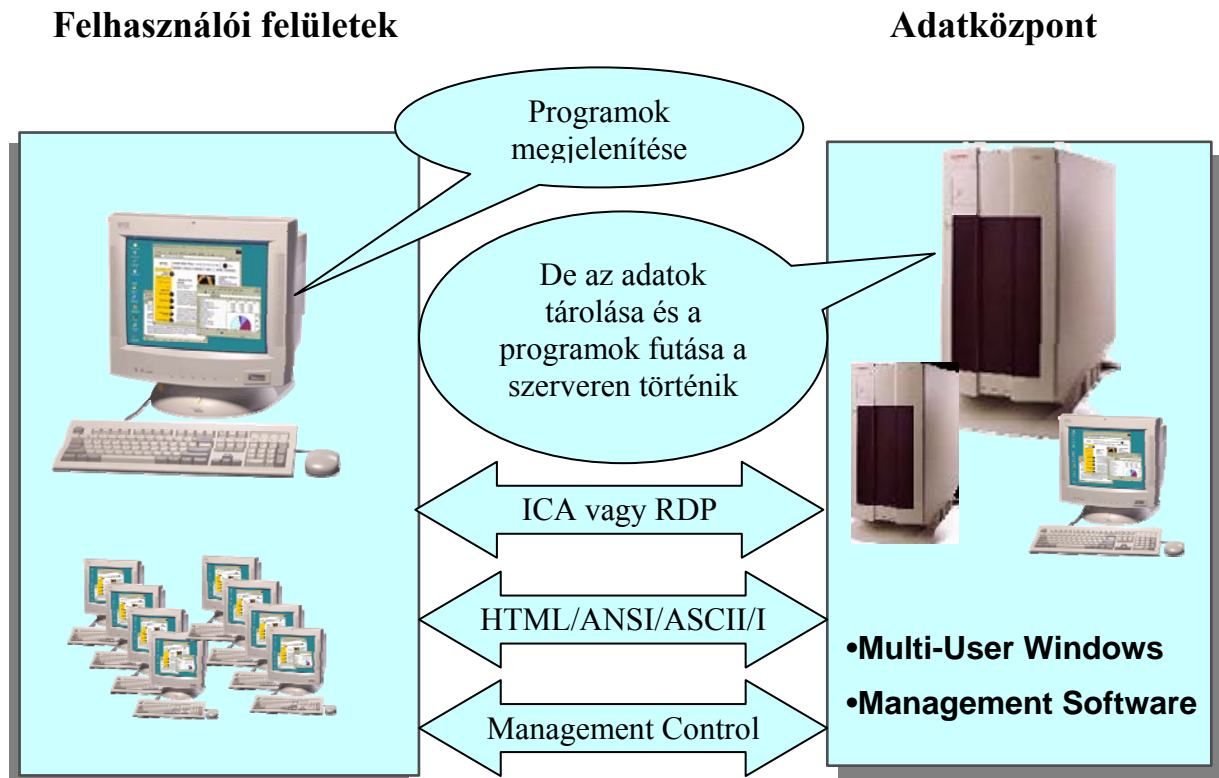 Felhasználói felületek
Adatközpont
Programok
megjelenítése
De az adatok
tárolása és a
programok futása a
szerveren történik
ICA vagy RDP
HTML/ANSI/ASCII/I
Management Control
•Multi-User Windows
•Management Software